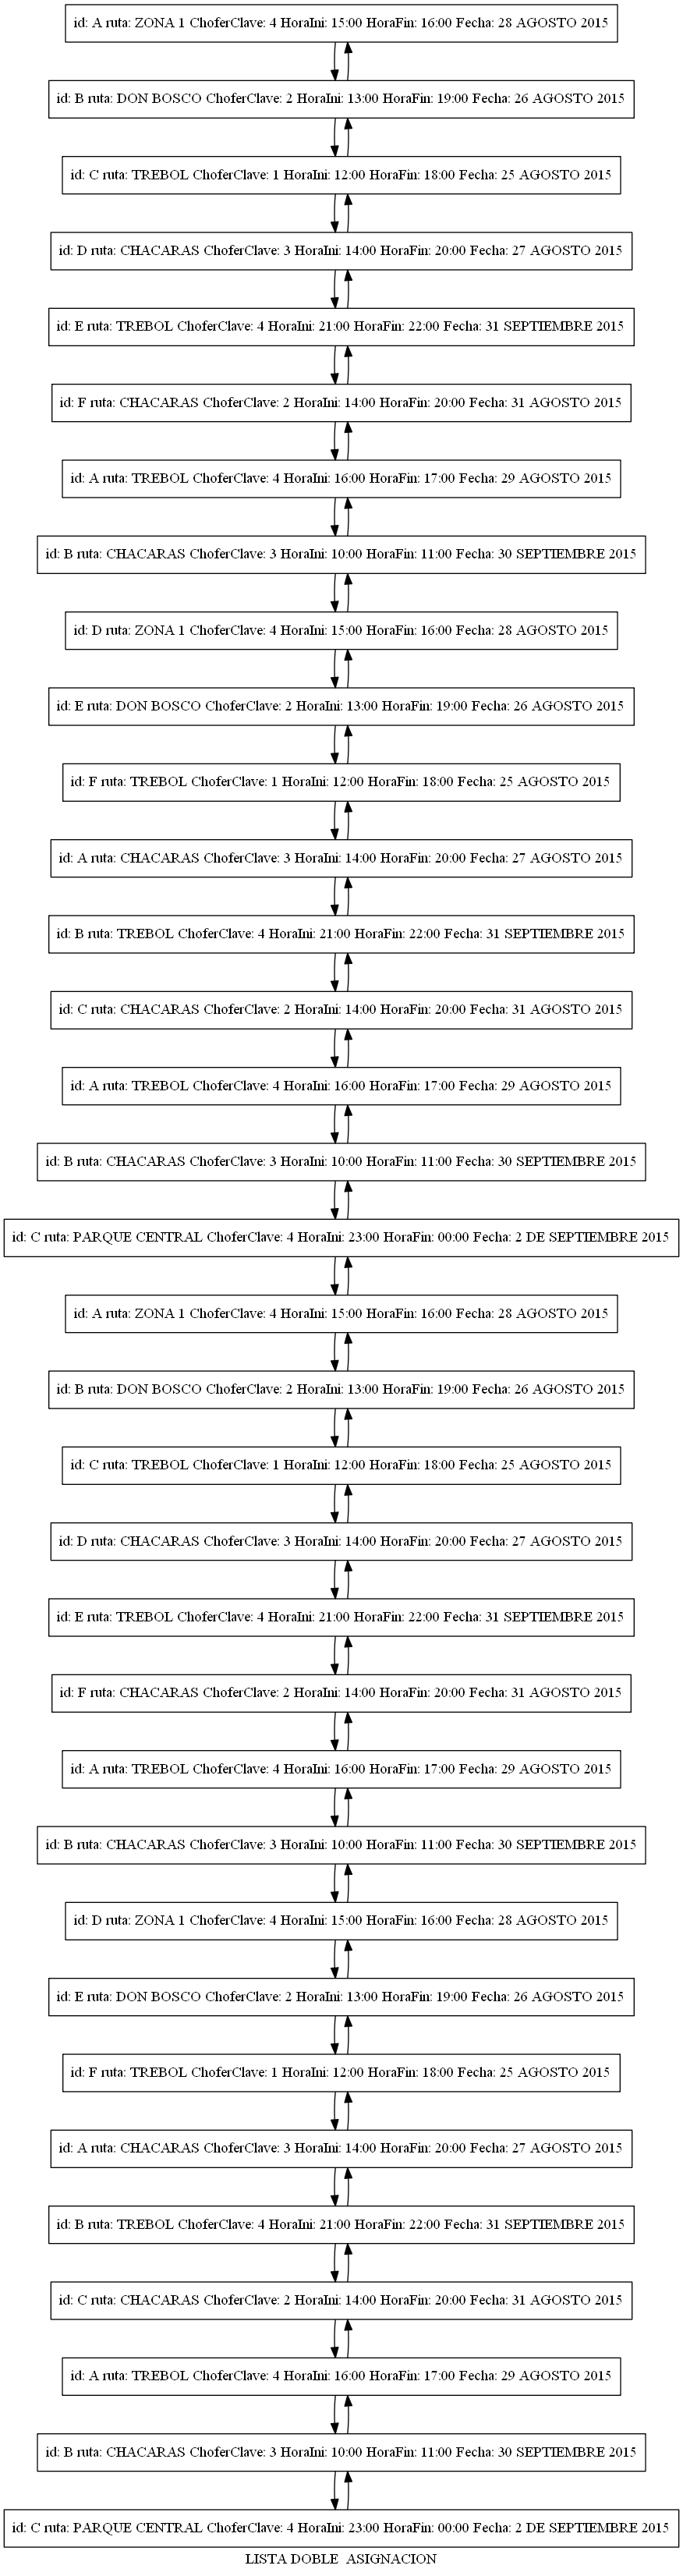 id: A ruta: ZONA 1 ChoferClave: 4 HoraIni: 15:00 HoraFin: 16:00 Fecha: 28 AGOSTO 2015
id: B ruta: DON BOSCO ChoferClave: 2 HoraIni: 13:00 HoraFin: 19:00 Fecha: 26 AGOSTO 2015
id: C ruta: TREBOL ChoferClave: 1 HoraIni: 12:00 HoraFin: 18:00 Fecha: 25 AGOSTO 2015
id: D ruta: CHACARAS ChoferClave: 3 HoraIni: 14:00 HoraFin: 20:00 Fecha: 27 AGOSTO 2015
id: E ruta: TREBOL ChoferClave: 4 HoraIni: 21:00 HoraFin: 22:00 Fecha: 31 SEPTIEMBRE 2015
id: F ruta: CHACARAS ChoferClave: 2 HoraIni: 14:00 HoraFin: 20:00 Fecha: 31 AGOSTO 2015
id: A ruta: TREBOL ChoferClave: 4 HoraIni: 16:00 HoraFin: 17:00 Fecha: 29 AGOSTO 2015
id: B ruta: CHACARAS ChoferClave: 3 HoraIni: 10:00 HoraFin: 11:00 Fecha: 30 SEPTIEMBRE 2015
id: D ruta: ZONA 1 ChoferClave: 4 HoraIni: 15:00 HoraFin: 16:00 Fecha: 28 AGOSTO 2015
id: E ruta: DON BOSCO ChoferClave: 2 HoraIni: 13:00 HoraFin: 19:00 Fecha: 26 AGOSTO 2015
id: F ruta: TREBOL ChoferClave: 1 HoraIni: 12:00 HoraFin: 18:00 Fecha: 25 AGOSTO 2015
id: A ruta: CHACARAS ChoferClave: 3 HoraIni: 14:00 HoraFin: 20:00 Fecha: 27 AGOSTO 2015
id: B ruta: TREBOL ChoferClave: 4 HoraIni: 21:00 HoraFin: 22:00 Fecha: 31 SEPTIEMBRE 2015
id: C ruta: CHACARAS ChoferClave: 2 HoraIni: 14:00 HoraFin: 20:00 Fecha: 31 AGOSTO 2015
id: A ruta: TREBOL ChoferClave: 4 HoraIni: 16:00 HoraFin: 17:00 Fecha: 29 AGOSTO 2015
id: B ruta: CHACARAS ChoferClave: 3 HoraIni: 10:00 HoraFin: 11:00 Fecha: 30 SEPTIEMBRE 2015
id: C ruta: PARQUE CENTRAL ChoferClave: 4 HoraIni: 23:00 HoraFin: 00:00 Fecha: 2 DE SEPTIEMBRE 2015
id: A ruta: ZONA 1 ChoferClave: 4 HoraIni: 15:00 HoraFin: 16:00 Fecha: 28 AGOSTO 2015
id: B ruta: DON BOSCO ChoferClave: 2 HoraIni: 13:00 HoraFin: 19:00 Fecha: 26 AGOSTO 2015
id: C ruta: TREBOL ChoferClave: 1 HoraIni: 12:00 HoraFin: 18:00 Fecha: 25 AGOSTO 2015
id: D ruta: CHACARAS ChoferClave: 3 HoraIni: 14:00 HoraFin: 20:00 Fecha: 27 AGOSTO 2015
id: E ruta: TREBOL ChoferClave: 4 HoraIni: 21:00 HoraFin: 22:00 Fecha: 31 SEPTIEMBRE 2015
id: F ruta: CHACARAS ChoferClave: 2 HoraIni: 14:00 HoraFin: 20:00 Fecha: 31 AGOSTO 2015
id: A ruta: TREBOL ChoferClave: 4 HoraIni: 16:00 HoraFin: 17:00 Fecha: 29 AGOSTO 2015
id: B ruta: CHACARAS ChoferClave: 3 HoraIni: 10:00 HoraFin: 11:00 Fecha: 30 SEPTIEMBRE 2015
id: D ruta: ZONA 1 ChoferClave: 4 HoraIni: 15:00 HoraFin: 16:00 Fecha: 28 AGOSTO 2015
id: E ruta: DON BOSCO ChoferClave: 2 HoraIni: 13:00 HoraFin: 19:00 Fecha: 26 AGOSTO 2015
id: F ruta: TREBOL ChoferClave: 1 HoraIni: 12:00 HoraFin: 18:00 Fecha: 25 AGOSTO 2015
id: A ruta: CHACARAS ChoferClave: 3 HoraIni: 14:00 HoraFin: 20:00 Fecha: 27 AGOSTO 2015
id: B ruta: TREBOL ChoferClave: 4 HoraIni: 21:00 HoraFin: 22:00 Fecha: 31 SEPTIEMBRE 2015
id: C ruta: CHACARAS ChoferClave: 2 HoraIni: 14:00 HoraFin: 20:00 Fecha: 31 AGOSTO 2015
id: A ruta: TREBOL ChoferClave: 4 HoraIni: 16:00 HoraFin: 17:00 Fecha: 29 AGOSTO 2015
id: B ruta: CHACARAS ChoferClave: 3 HoraIni: 10:00 HoraFin: 11:00 Fecha: 30 SEPTIEMBRE 2015
id: C ruta: PARQUE CENTRAL ChoferClave: 4 HoraIni: 23:00 HoraFin: 00:00 Fecha: 2 DE SEPTIEMBRE 2015
LISTA DOBLE ASIGNACION